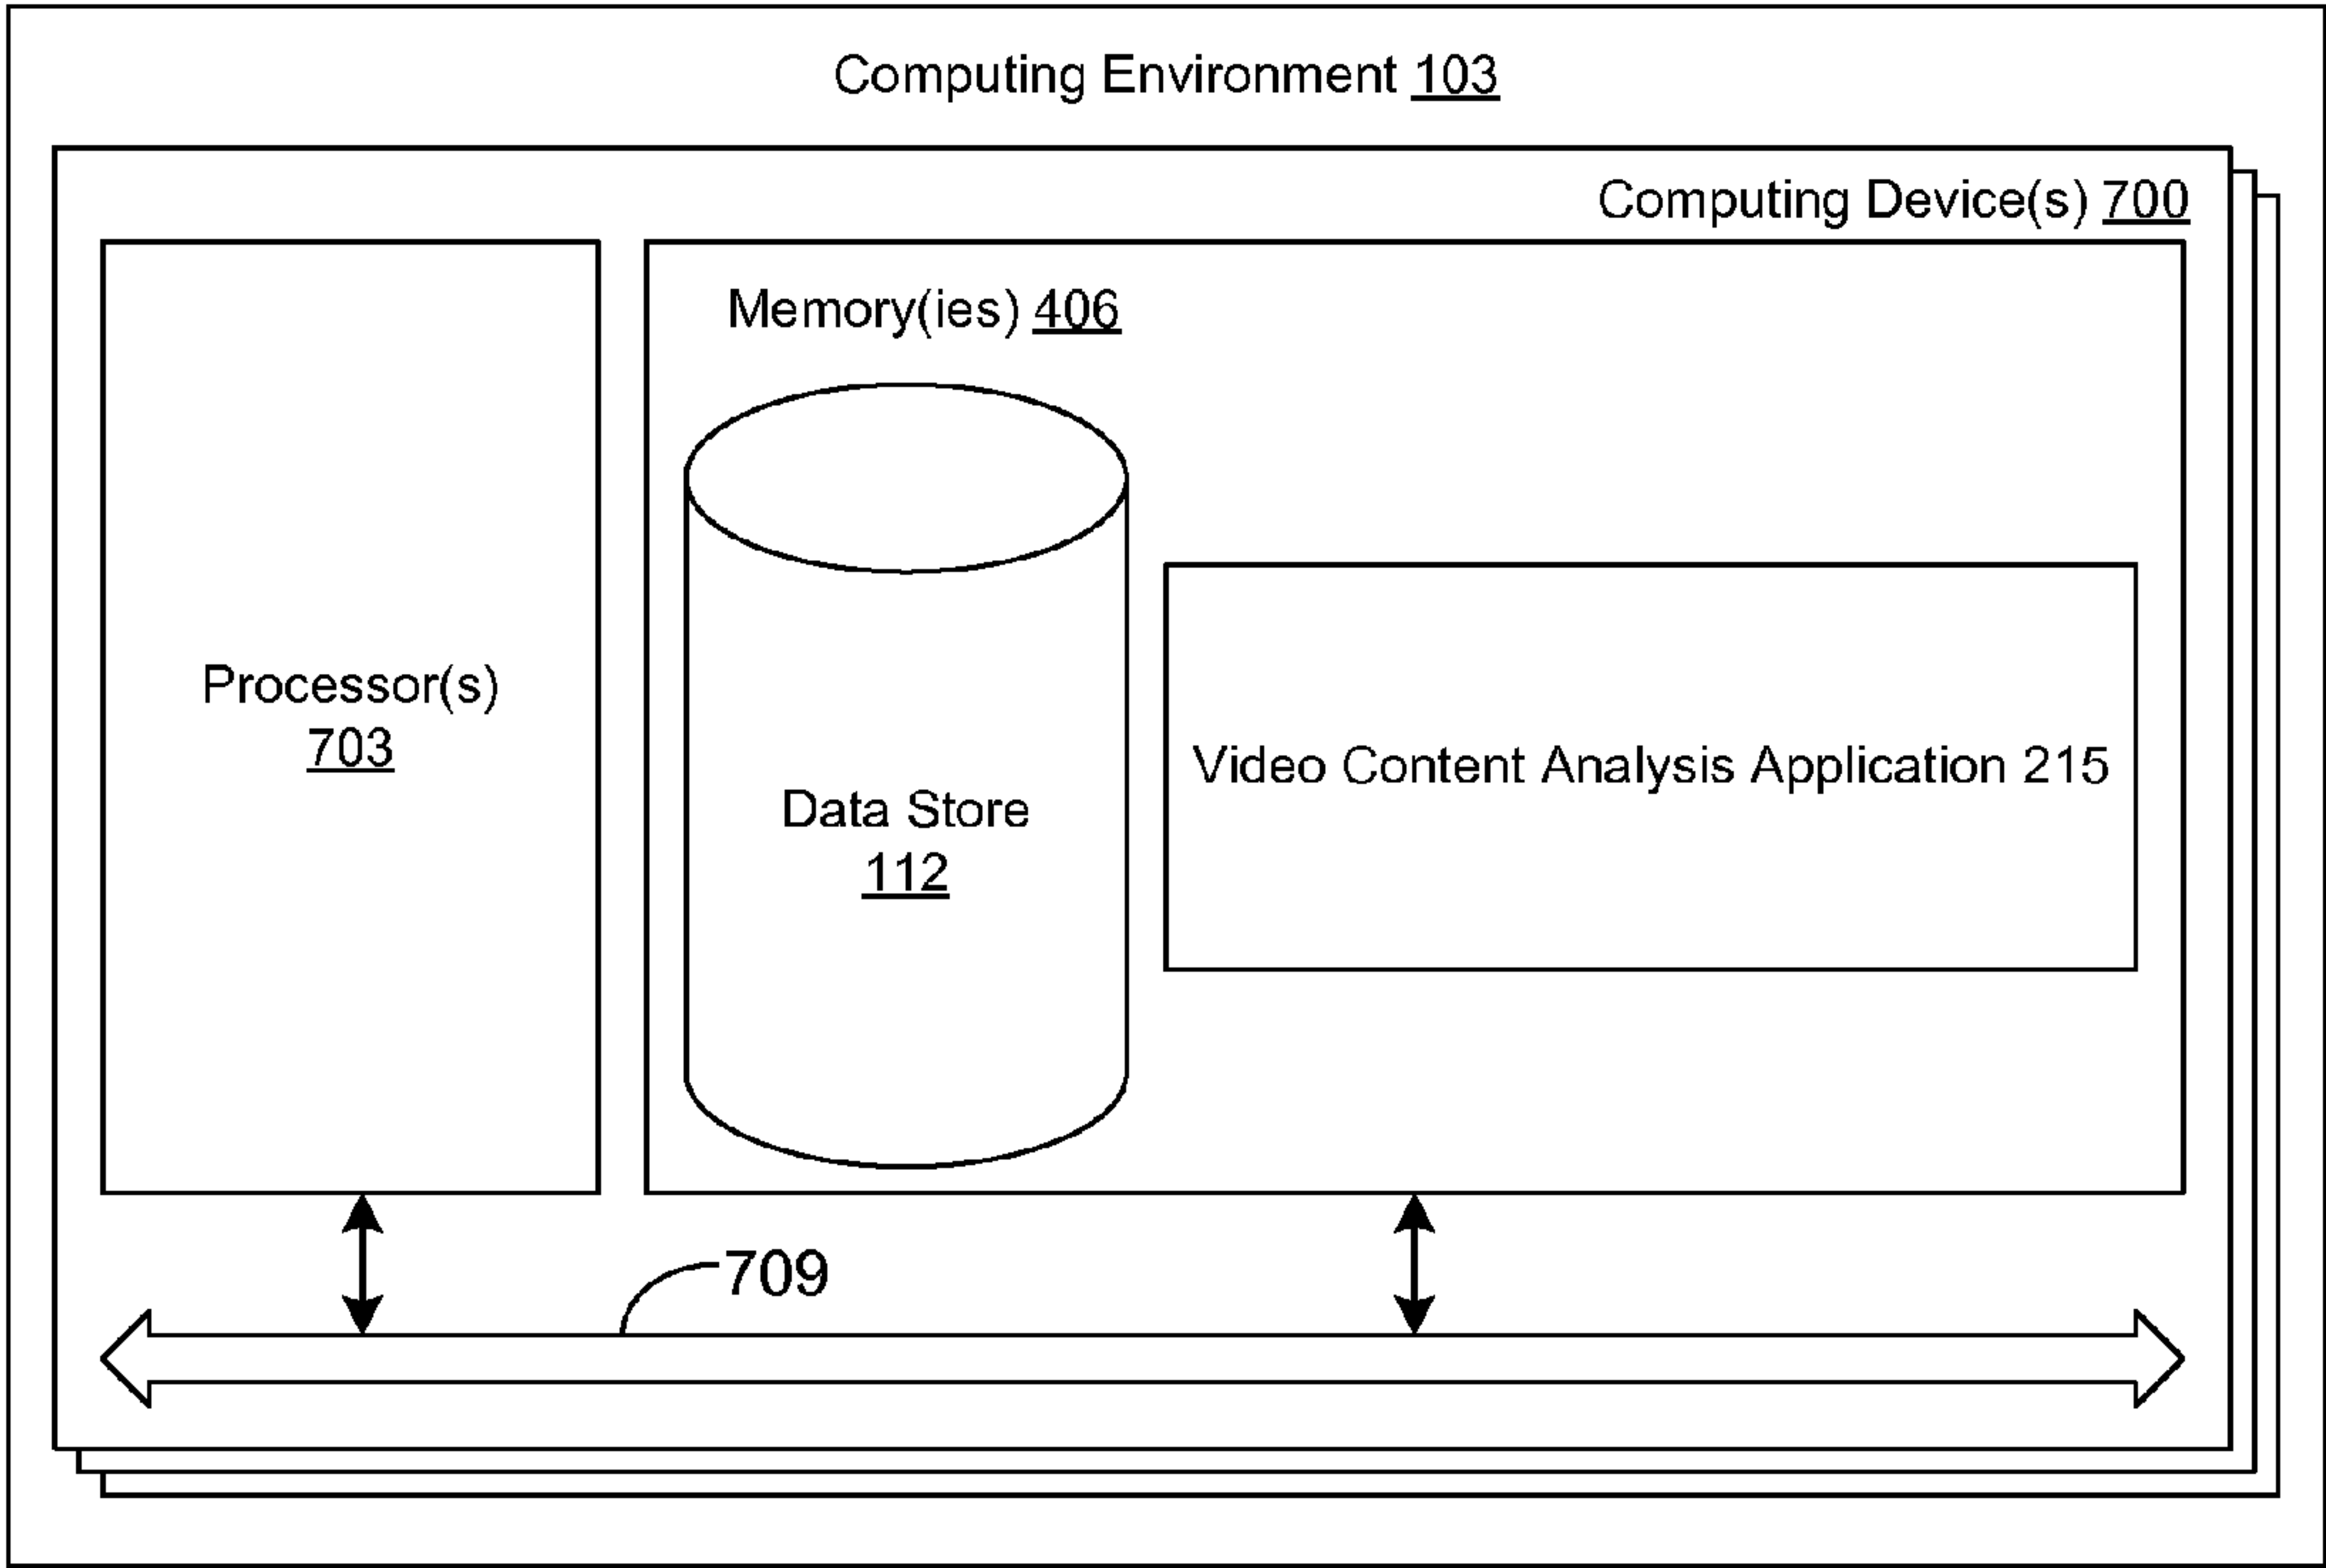 Computing Environment 103
Computing Device(s) 700
Memory(ies) 406
Processor(s)
703
Data Store
112
Video Content Analysis Application 215
709